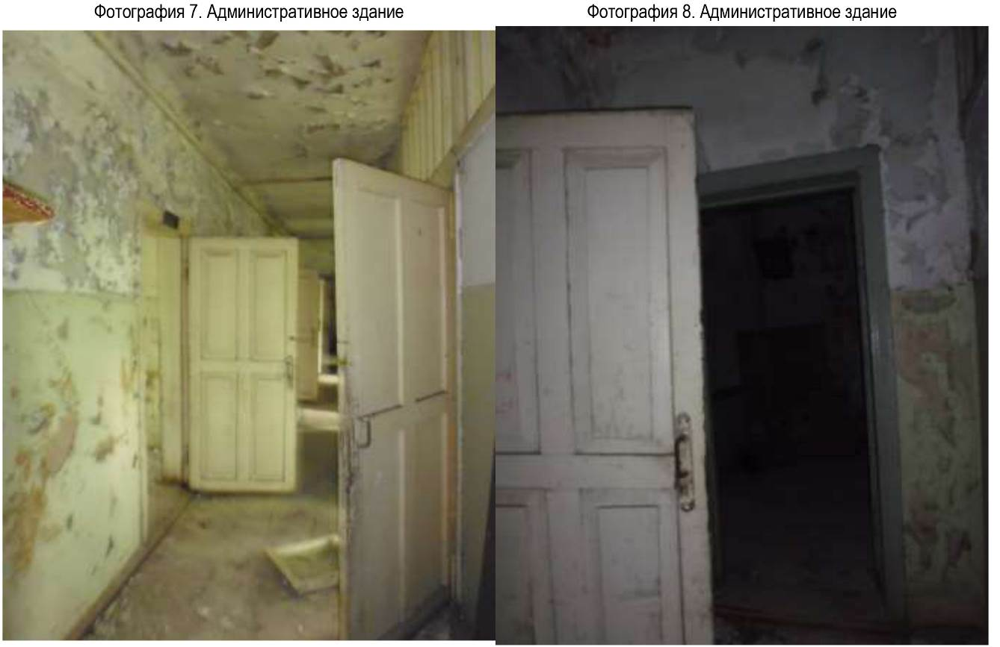 Фотография 7. Административное здание
Фотография 8. Административное здание